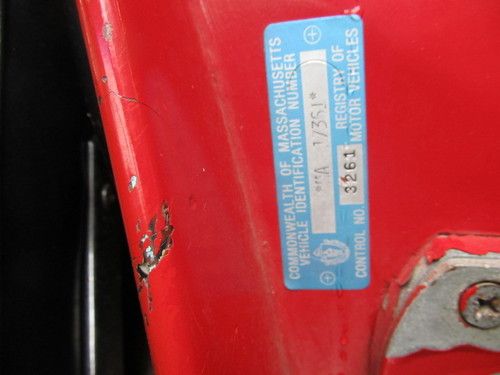 COMMONWEALTH OF MASSACHUSETTS
VEHICLE IDENTIFICATION NUMBER
REGISTRY OF
MOTOR VEHICLES
CONTROL NO. 3261